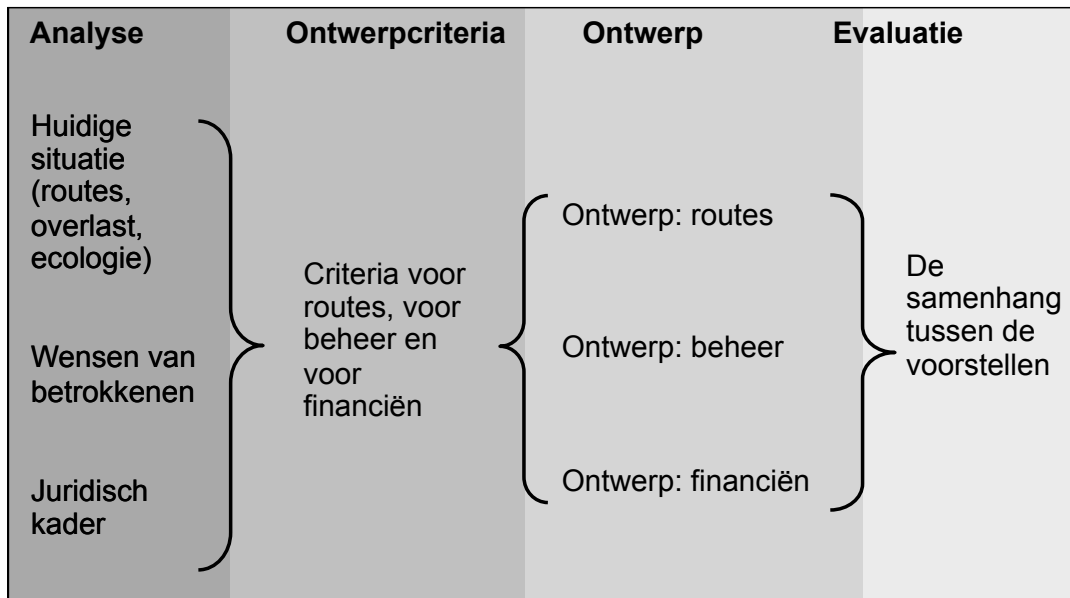 Analyse
Ontwerpcriteria
Ontwerp
Evaluatie
Huidige
situatie
(routes,
overlast,
ecologie)
Wensen van
betrokkenen
Juridisch
kader
Criteria voor
routes, voor
beheer en
voor
financiën
Ontwerp: routes
Ontwerp: beheer
Ontwerp: financiën
De
samenhang
tussen de
voorstellen